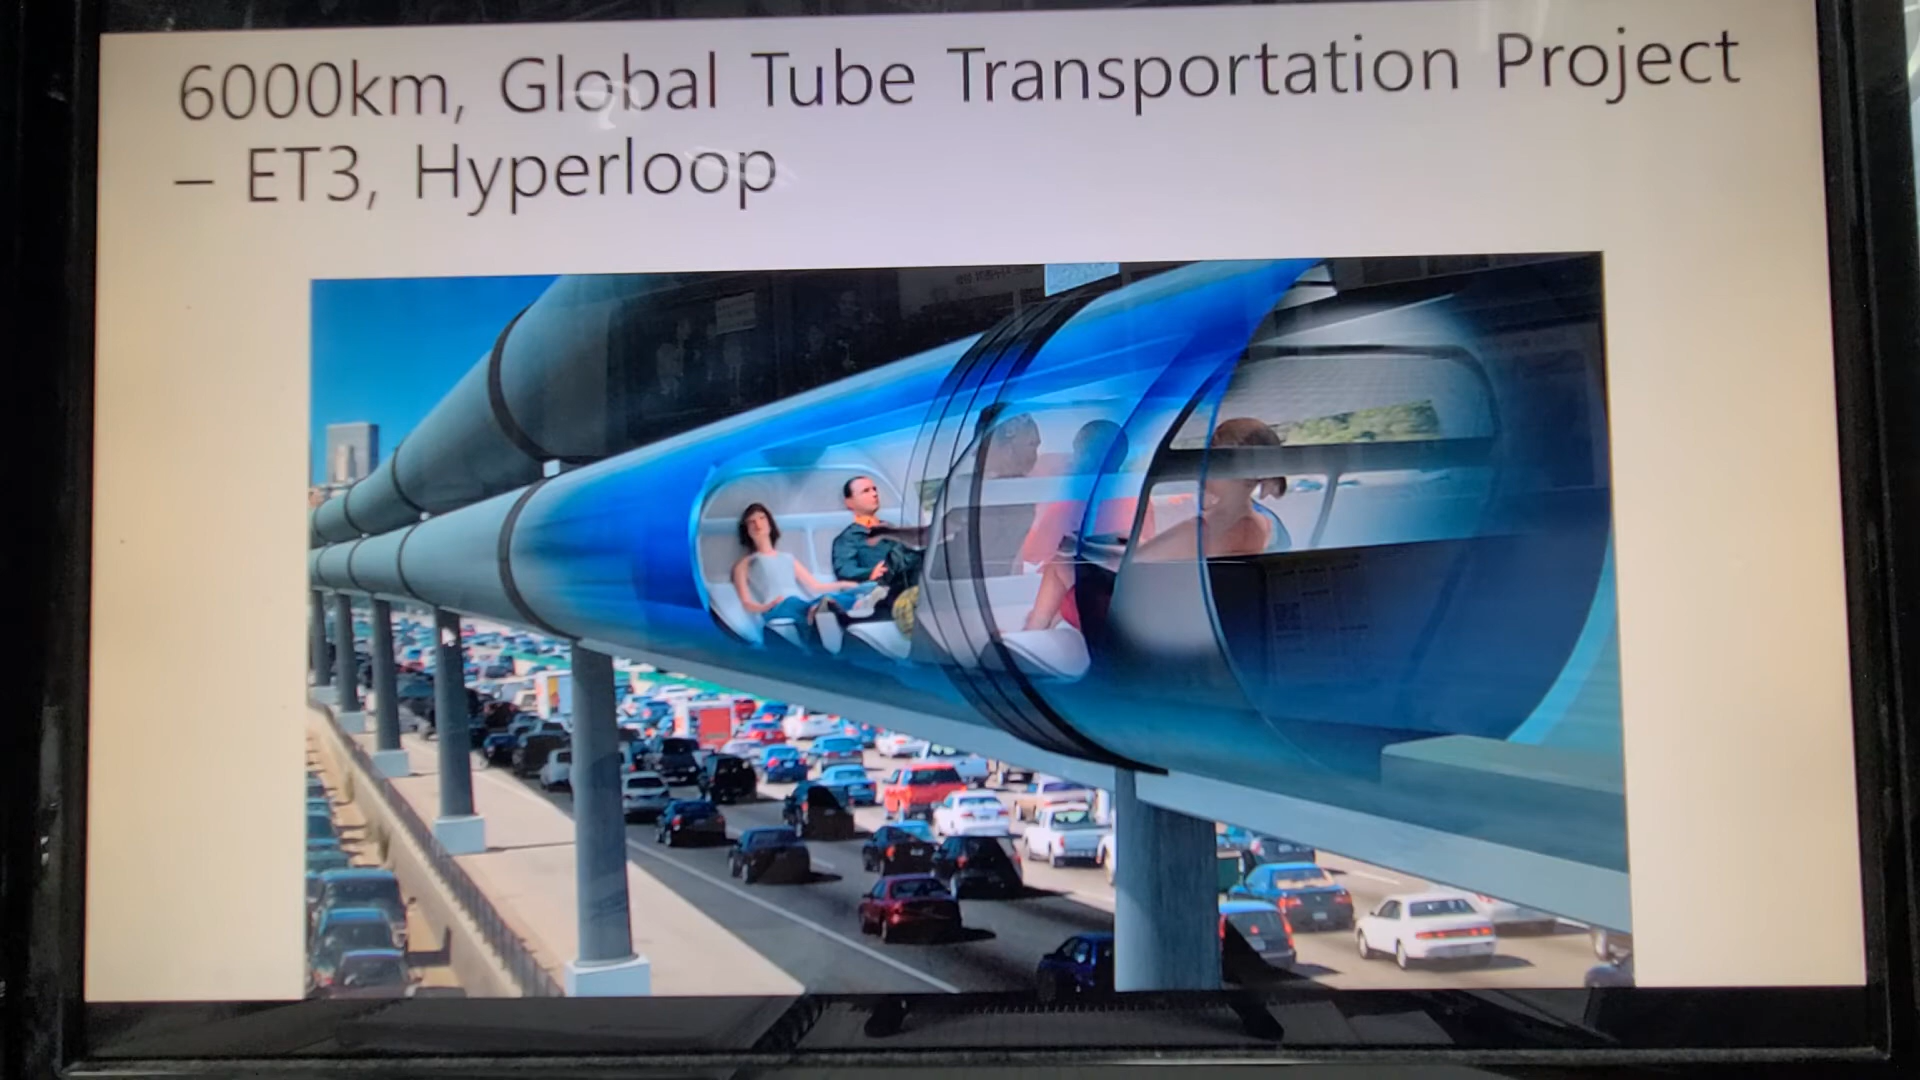 6000km, Global Tube Transportation Project
– ET3, Hyperloop